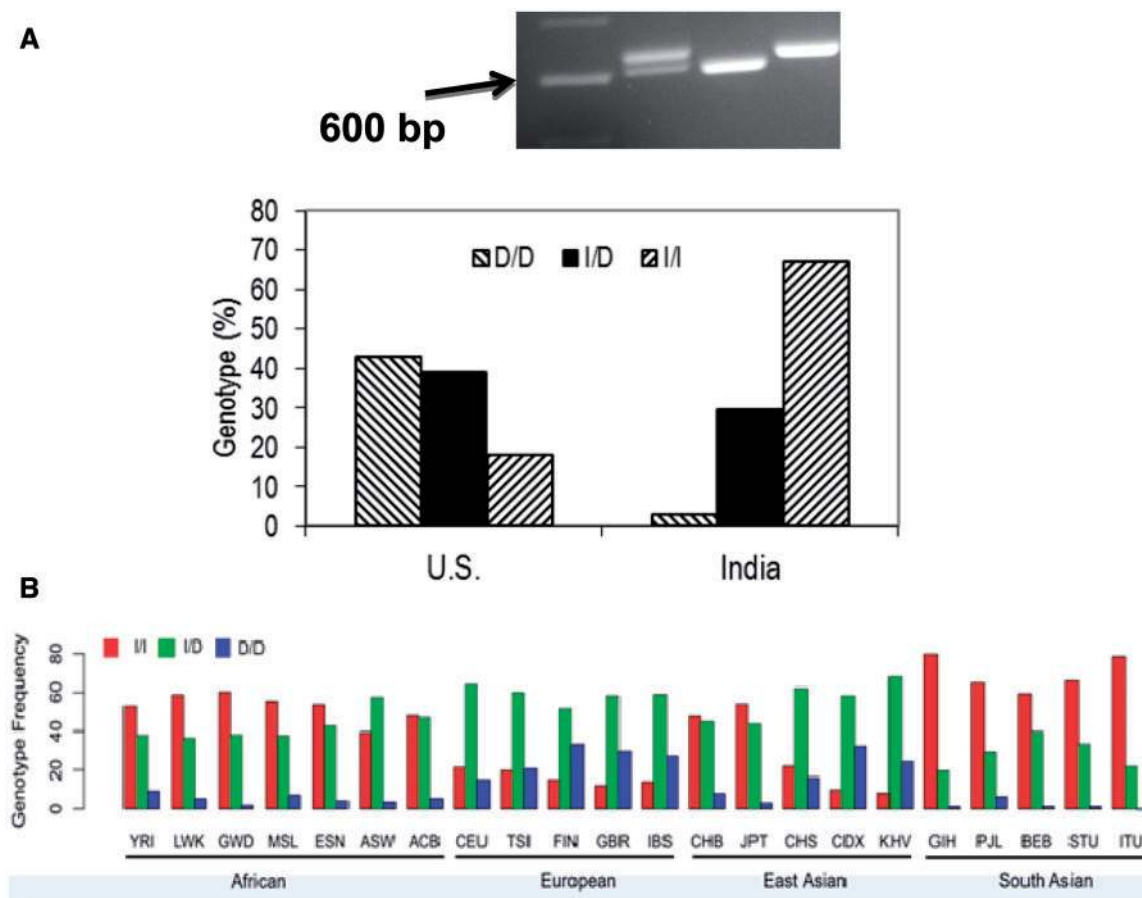 A
600 bp
80
70
60
50
40
30
20
10
0
Genotype (%)
D/D I/D I/I
U.S. India
B
I/I I/D D/D
Genotype Frequency
80
60
40
20
0
YRI LWK GWD MSL ESN ASW ACB CEU TSI FIN GBR IBS CHB JPT CHS CDX KHV GIH PJL BEB STU ITU
African European East Asian South Asian